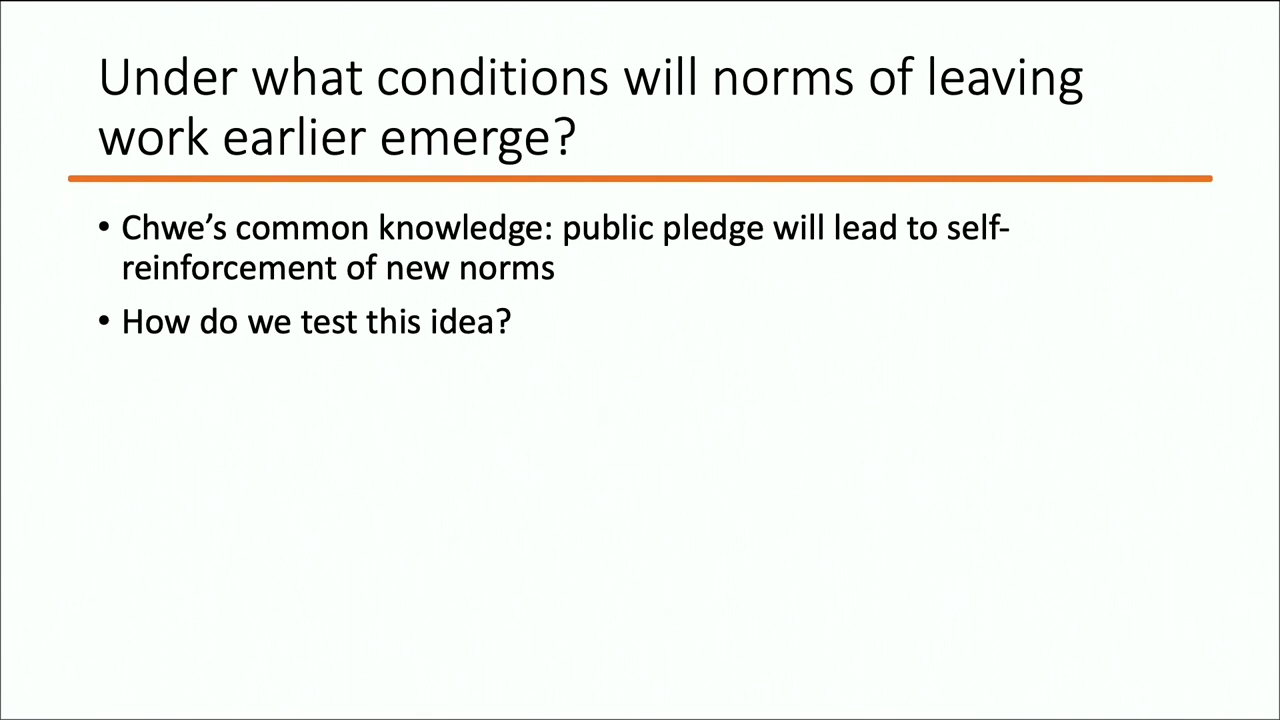 Under what conditions will norms of leaving
work earlier emerge?
• Chwe’s common knowledge: public pledge will lead to self-
reinforcement of new norms
• How do we test this idea?